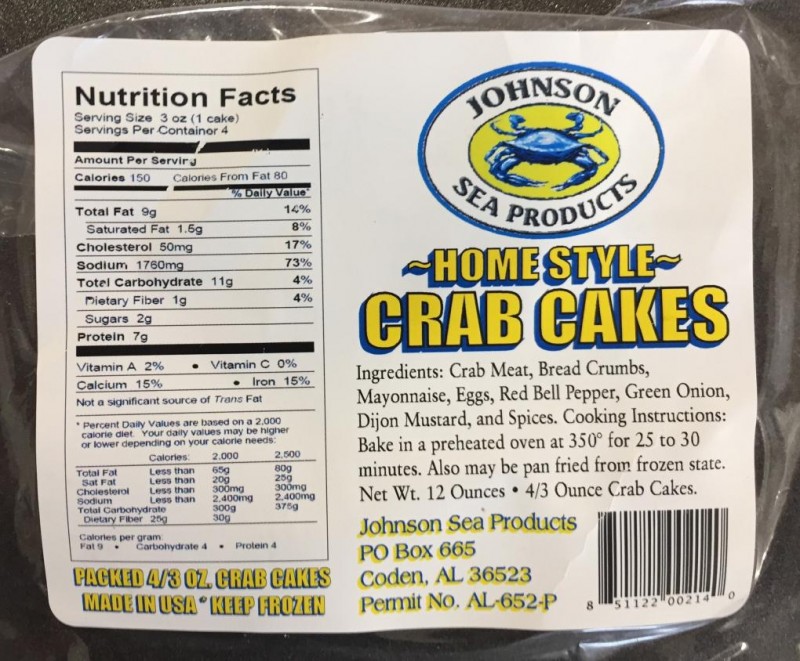 Nutrition Facts
Serving Size 3 oz (1 cake)
Servings Per Container 4
Amount Per Serving
Calories 150 Calories From Fat 80
% Daily Value*
Total Fat 9g 14%
Saturated Fat 1.5g 8%
Cholesterol 50mg 17%
Sodium 1760mg 73%
Total Carbohydrate 11g 4%
Dietary Fiber 1g 4%
Sugars 2g
Protein 7g
Vitamin A 2% • Vitamin C 0%
Calcium 15% • Iron 15%
Not a significant source of Trans Fat
* Percent Daily Values are based on a 2,000
calorie diet. Your daily values may be higher
or lower depending on your calorie needs:
Calories: 2,000 2,500
Total Fat Less than 65g 80g
Sat Fat Less than 20g 25g
Cholesterol Less than 300mg 300mg
Sodium Less than 2,400mg 2,400mg
Total Carbohydrate 300g 375g
Dietary Fiber 25g 30g
Calories per gram:
Fat 9 • Carbohydrate 4 • Protein 4
PACKED 4/3 OZ. CRAB CAKES
MADE IN USA • KEEP FROZEN
JOHNSON
SEA PRODUCTS
~HOME STYLE~
CRAB CAKES
Ingredients: Crab Meat, Bread Crumbs,
Mayonnaise, Eggs, Red Bell Pepper, Green Onion,
Dijon Mustard, and Spices. Cooking Instructions:
Bake in a preheated oven at 350° for 25 to 30
minutes. Also may be pan fried from frozen state.
Net Wt. 12 Ounces • 4/3 Ounce Crab Cakes.
Johnson Sea Products
PO Box 665
Coden, AL 36523
Permit No. AL-652-P
8 51122 00214 0